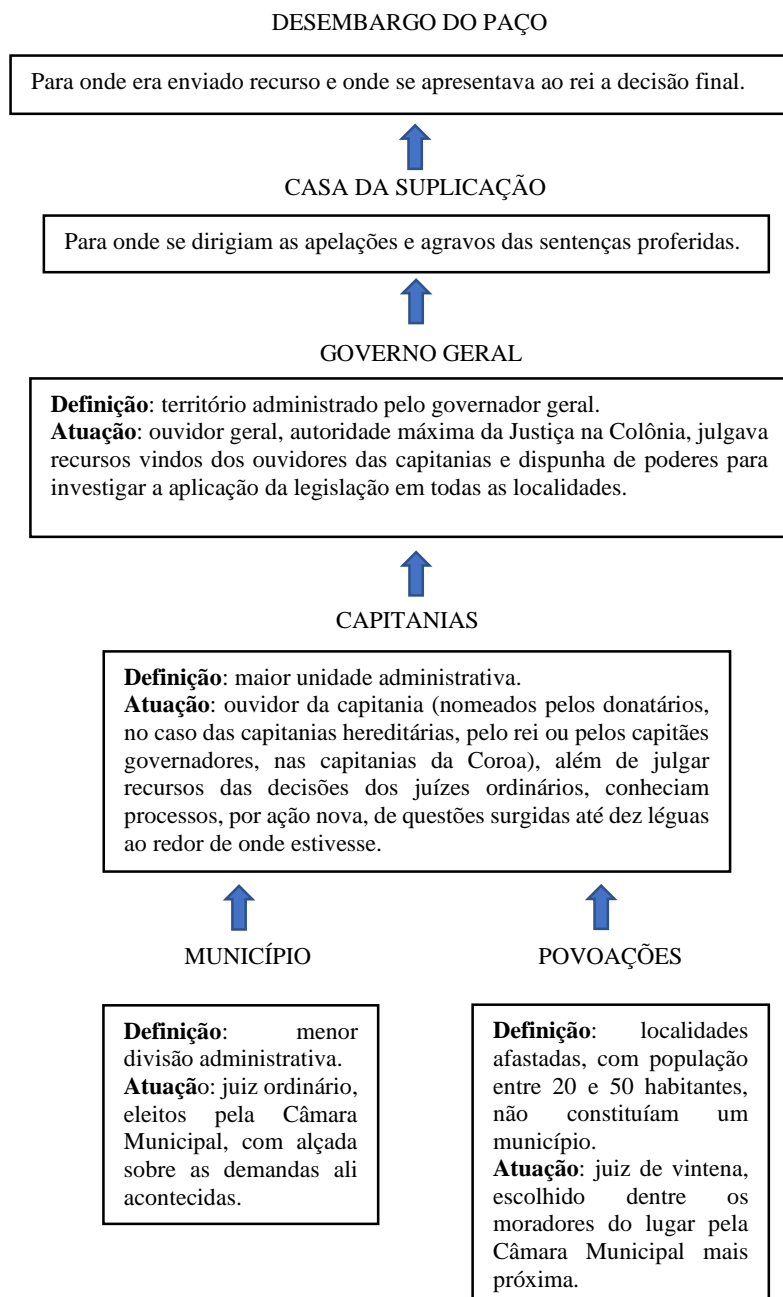 DESEMBARGO DO PAÇO
Para onde era enviado recurso e onde se apresentava ao rei a decisão final.
CASA DA SUPLICAÇÃO
Para onde se dirigiam as apelações e agravos das sentenças proferidas.
GOVERNO GERAL
Definição: território administrado pelo governador geral.
Atuação: ouvidor geral, autoridade máxima da Justiça na Colônia, julgava
recursos vindos dos ouvidores das capitanias e dispunha de poderes para
investigar a aplicação da legislação em todas as localidades.
CAPITANIAS
Definição: maior unidade administrativa.
Atuação: ouvidor da capitania (nomeados pelos donatários,
no caso das capitanias hereditárias, pelo rei ou pelos capitães
governadores, nas capitanias da Coroa), além de julgar
recursos das decisões dos juízes ordinários, conheciam
processos, por ação nova, de questões surgidas até dez léguas
ao redor de onde estivesse.
MUNICÍPIO
Definição: menor
divisão administrativa.
Atuação: juiz ordinário,
eleitos pela Câmara
Municipal, com alçada
sobre as demandas ali
acontecidas.
POVOAÇÕES
Definição: localidades
afastadas, com população
entre 20 e 50 habitantes,
não constituíam um
município.
Atuação: juiz de vintena,
escolhido dentre os
moradores do lugar pela
Câmara Municipal mais
próxima.